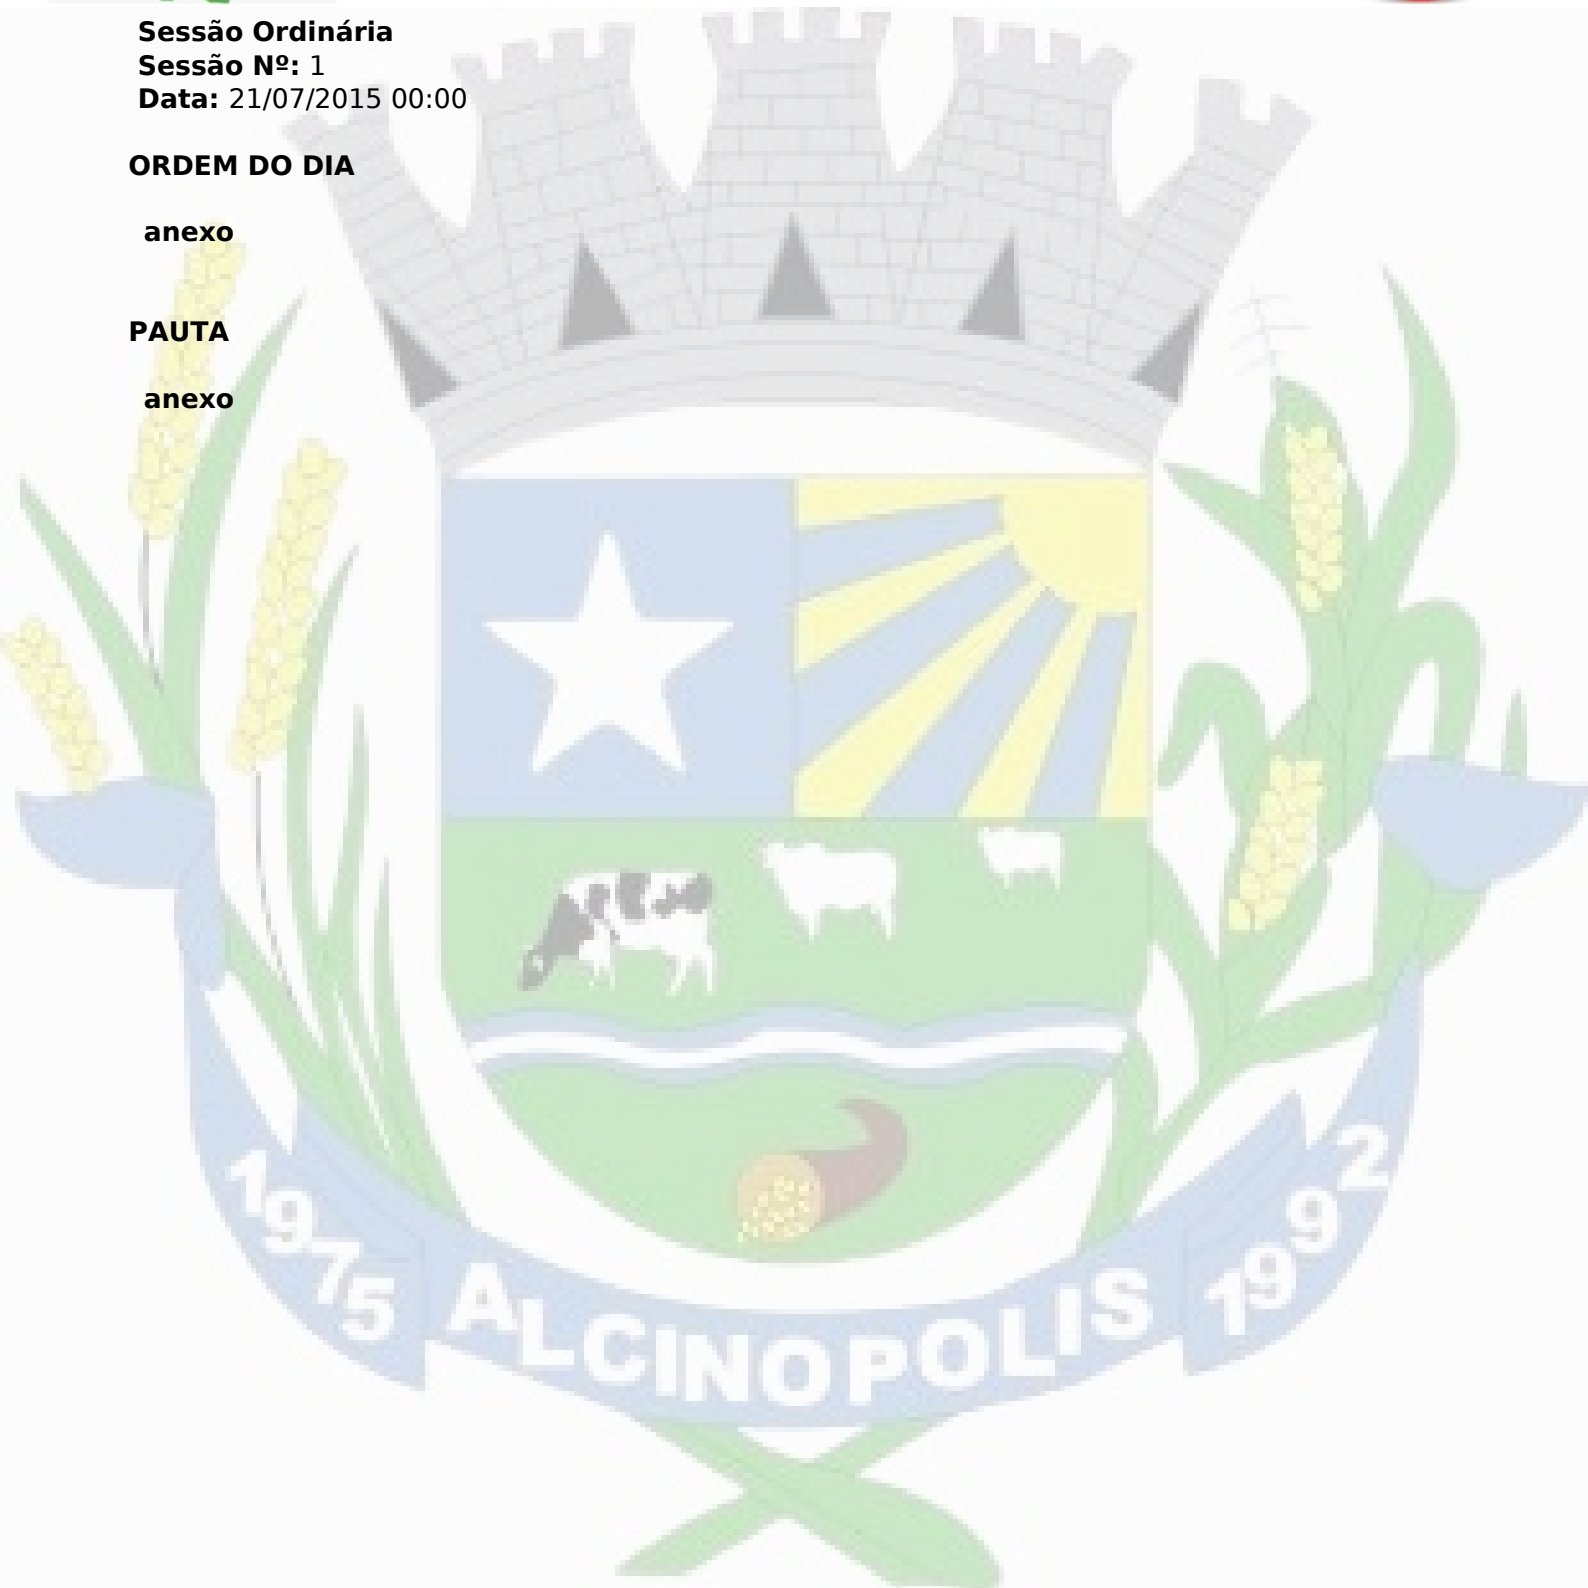 Sessão Ordinária
Sessão Nº: 1
Data: 21/07/2015 00:00
ORDEM DO DIA
anexo
PAUTA
anexo
1975 ALCINOPOLIS 1992